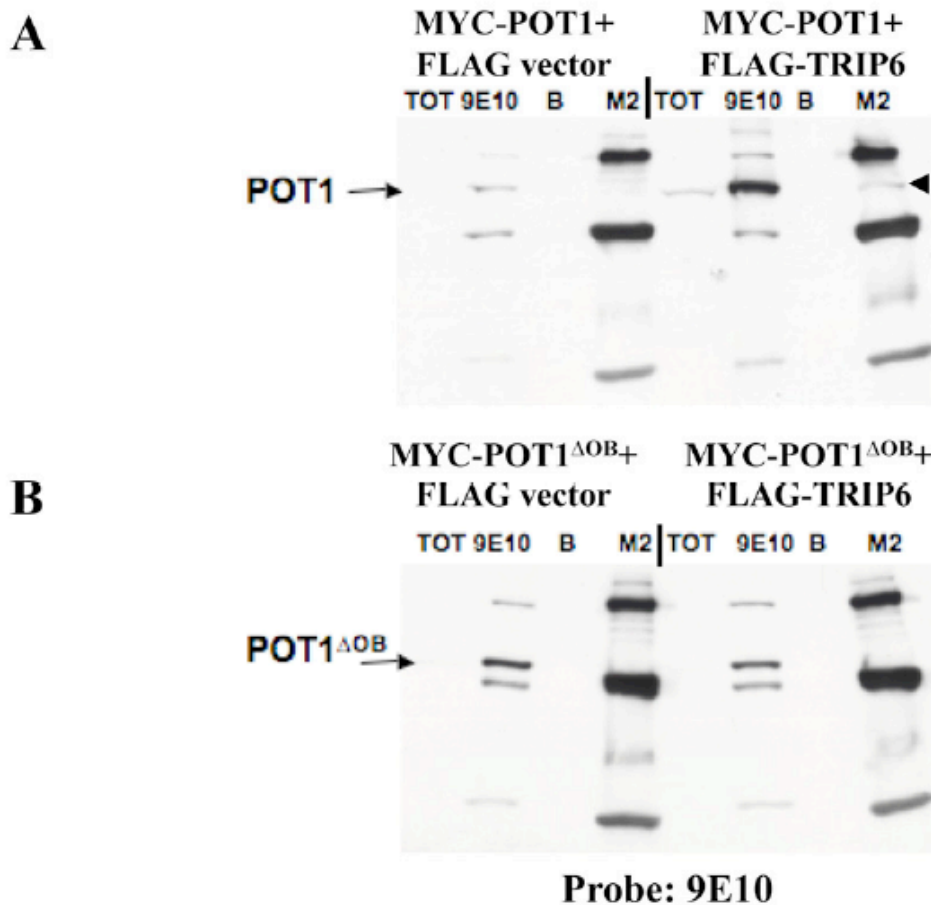 A
MYC-POT1+ MYC-POT1+
FLAG vector FLAG-TRIP6
TOT 9E10 B M2 TOT 9E10 B M2
POT1
MYC-POT1ΔOB+ MYC-POT1ΔOB+
B
FLAG vector FLAG-TRIP6
TOT 9E10 B M2 TOT 9E10 B M2
POT1ΔOB
Probe: 9E10